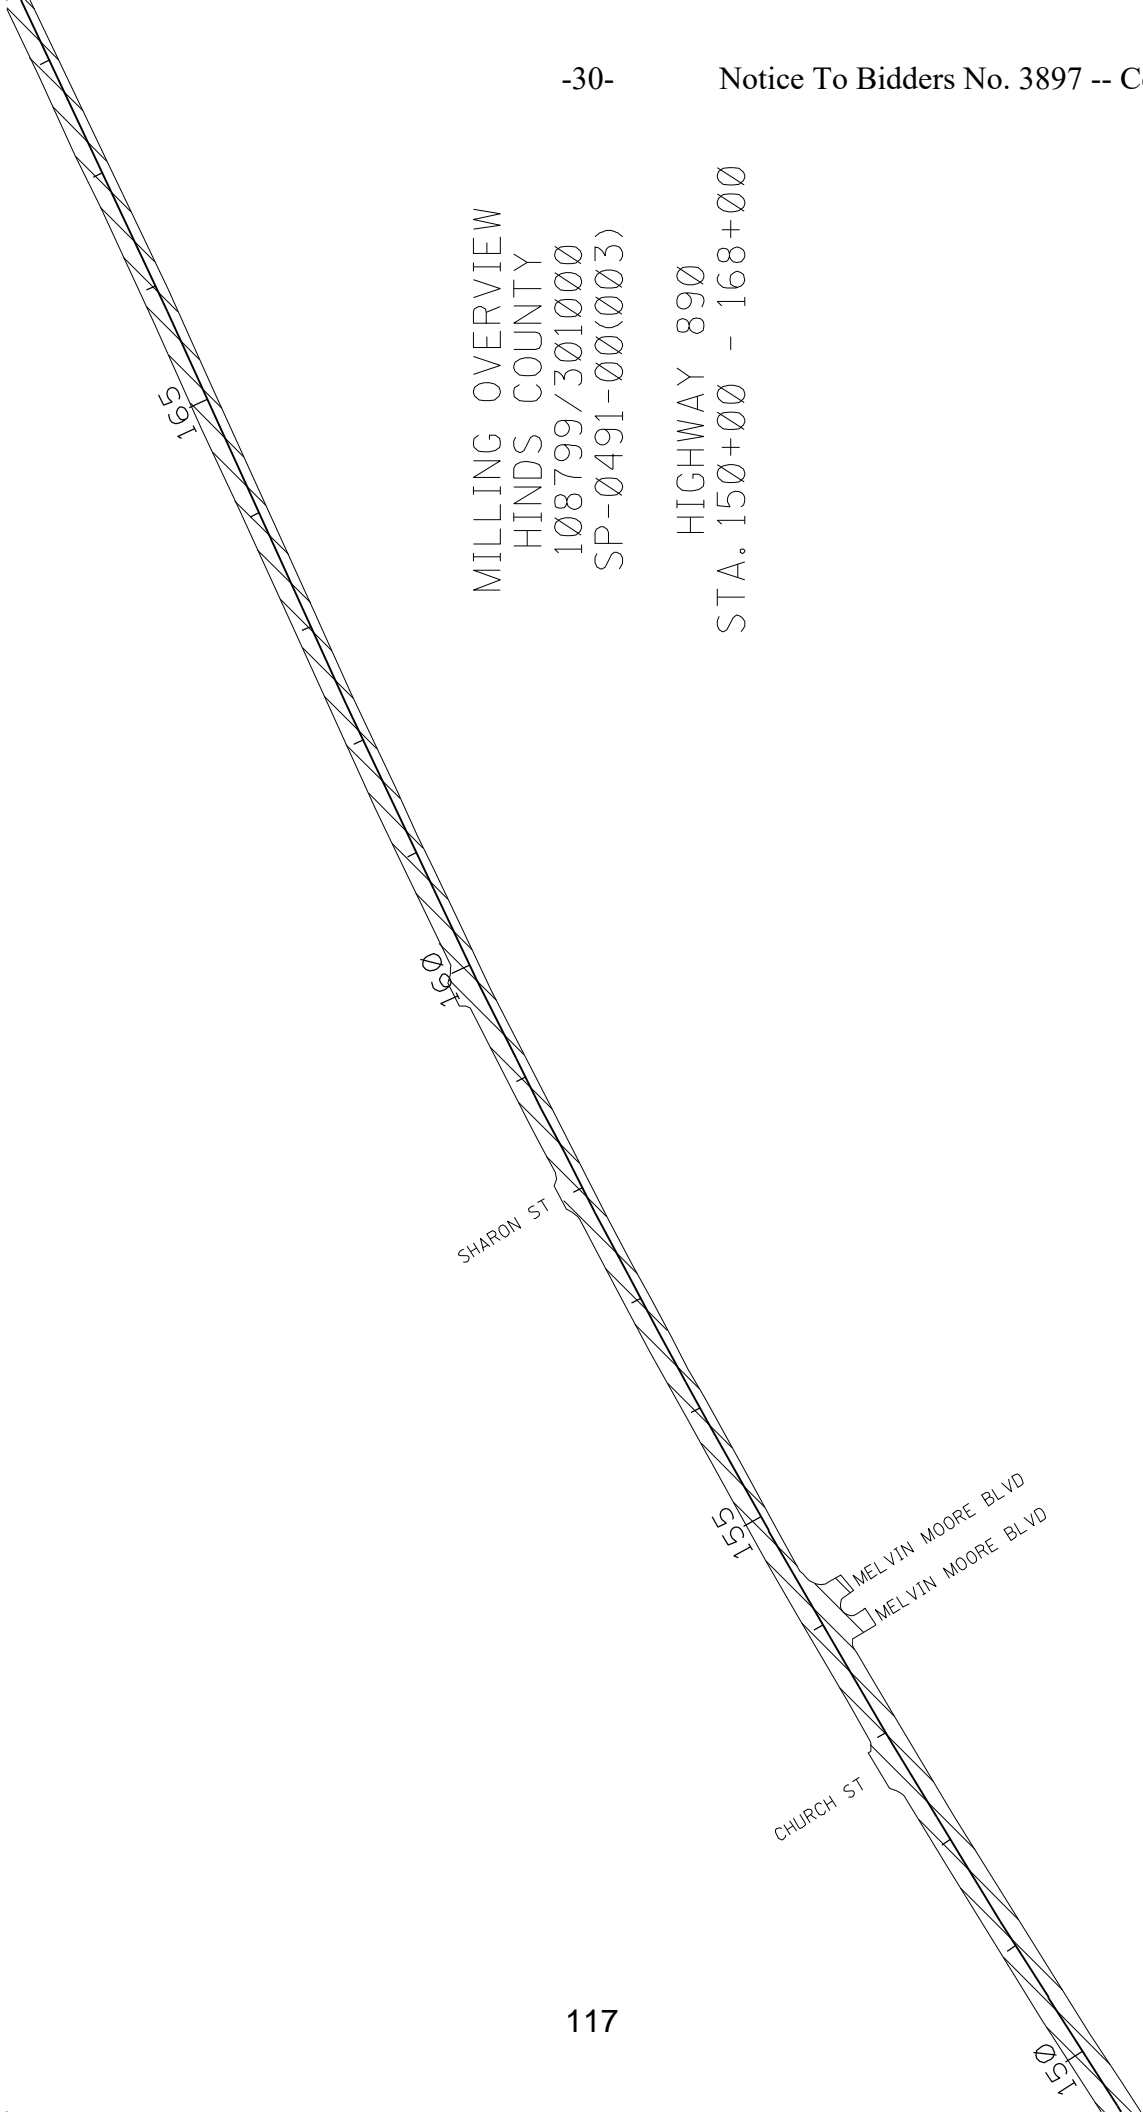 -30-
Notice To Bidders No. 3897 -- C
MILLING OVERVIEW
HINDS COUNTY
108799/301000
SP-0491-00(003)
HIGHWAY 890
STA. 150+00 - 168+00
165
160
SHARON ST
155
MELVIN MOORE BLVD
MELVIN MOORE BLVD
CHURCH ST
150
117